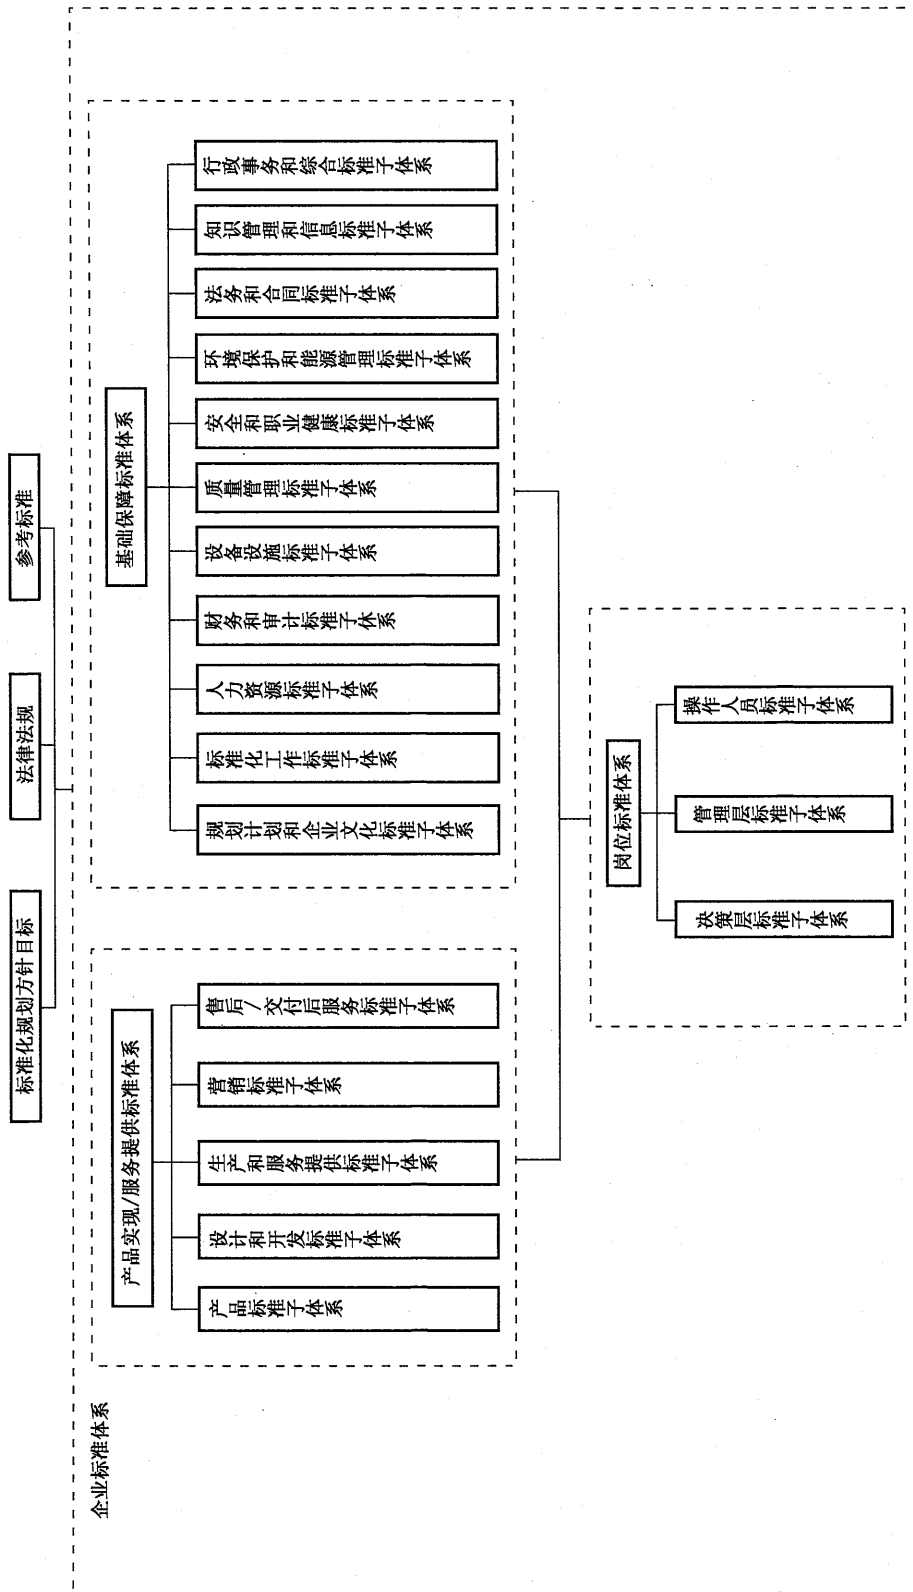 标准化规划方针目标
法律法规
参考标准
企业标准体系
产品实现/服务提供标准体系
产品标准子体系
设计和开发标准子体系
生产和服务提供标准子体系
营销标准子体系
售后/交付后服务标准子体系
基础保障标准体系
规划计划和企业文化标准子体系
标准化工作标准子体系
人力资源标准子体系
财务和审计标准子休系
设备设施标准子体系
质量管理标准子体系
安全和职业健康标准子体系
环境保护和能源管理标准子体系
法务和合同标准子体系
知识管理和信息标准子体系
行政事务和综合标准子体系
岗位标准体系
决策层标准子体系
管理层标准子体系
操作人员标准子体系